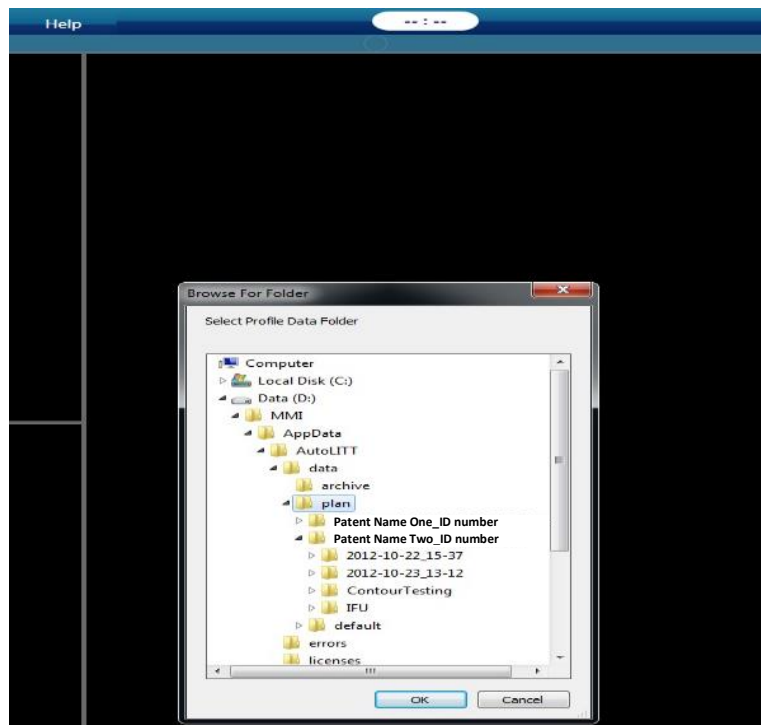 Help
-- : --
Browse For Folder
Select Profile Data Folder
Computer
Local Disk (C:)
Data (D:)
MMI
AppData
AutoLITT
data
archive
plan
Patent Name One_ID number
Patent Name Two_ID number
2012-10-22_15-37
2012-10-23_13-12
ContourTesting
IFU
default
errors
licenses
OK
Cancel